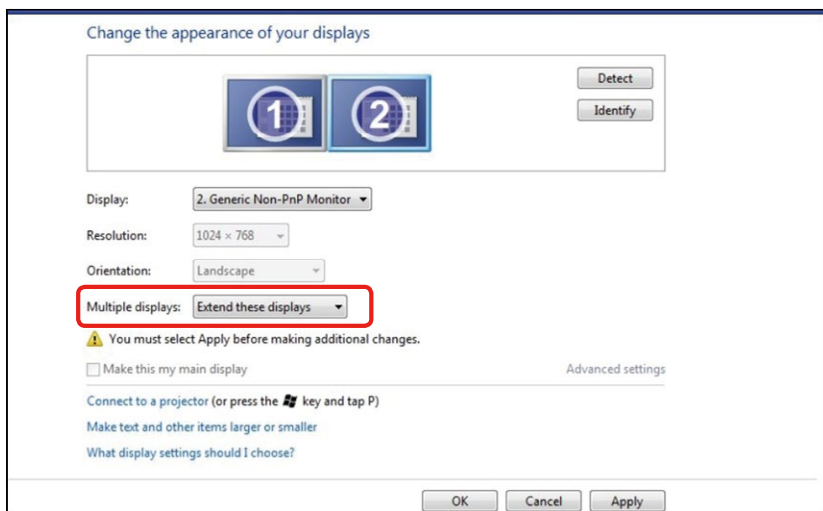 Change the appearance of your displays
1
2
Detect
Identify
Display:
2. Generic Non-PnP Monitor
Resolution:
1024 × 768
Orientation:
Landscape
Multiple displays:
Extend these displays
You must select Apply before making additional changes.
Make this my main display
Advanced settings
Connect to a projector (or press the key and tap P)
Make text and other items larger or smaller
What display settings should I choose?
OK
Cancel
Apply